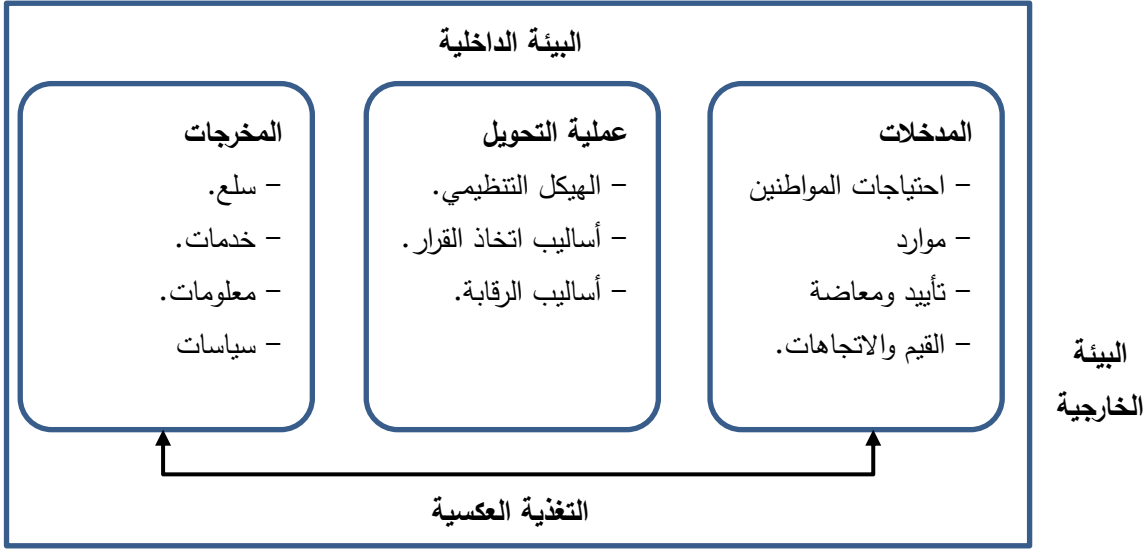 البيئة الداخلية
المدخلات
- احتياجات المواطنين
- موارد
- تأييد ومعاضة
- القيم والاتجاهات.
عملية التحويل
- الهيكل التنظيمي.
- أساليب اتخاذ القرار.
- أساليب الرقابة.
المخرجات
- سلع.
- خدمات.
- معلومات.
- سياسات
التغذية العكسية
البيئة
الخارجية